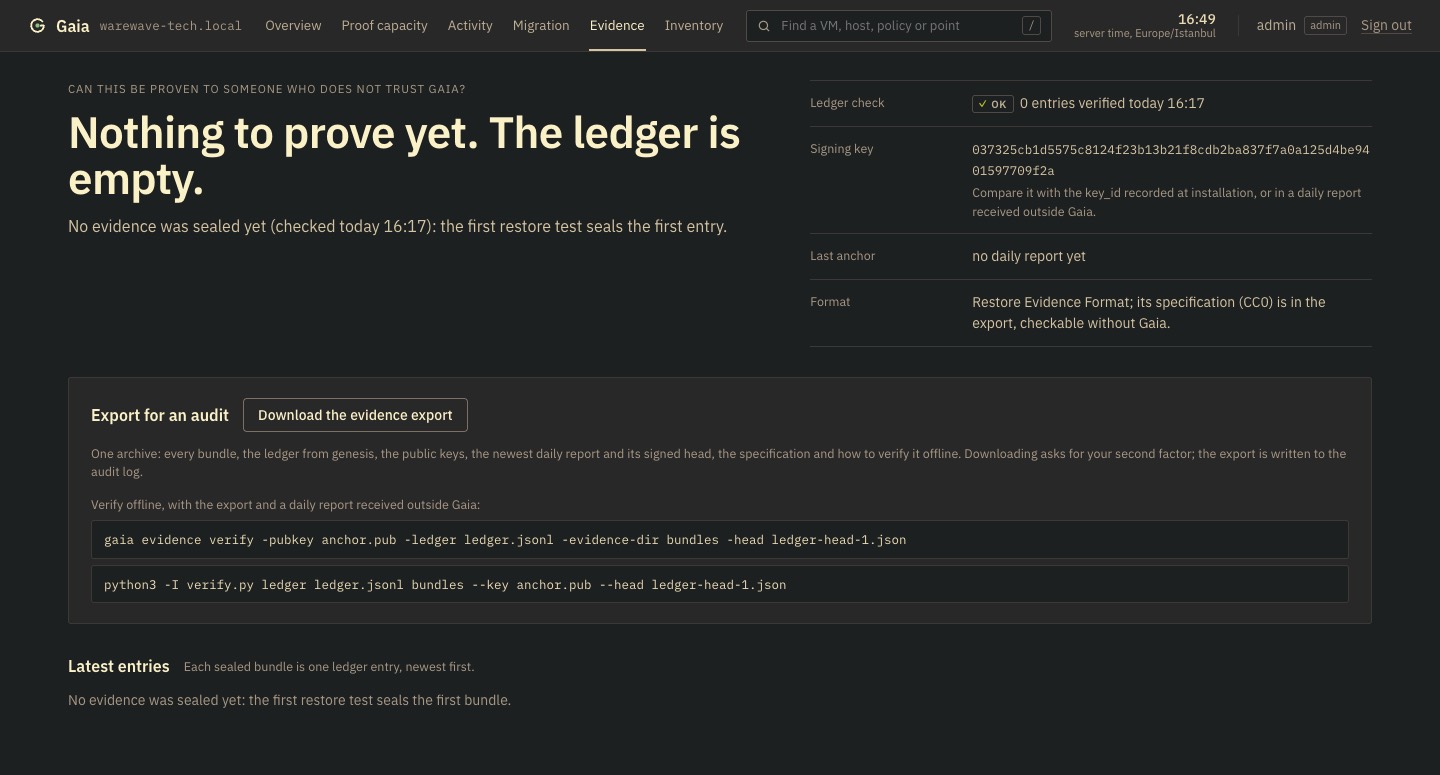 Gaia warewave-tech.local Overview Proof capacity Activity Migration Evidence Inventory Find a VM, host, policy or point / 16:49 admin admin Sign out
server time, Europe/Istanbul
CAN THIS BE PROVEN TO SOMEONE WHO DOES NOT TRUST GAIA?
Nothing to prove yet. The ledger is
empty.
No evidence was sealed yet (checked today 16:17): the first restore test seals the first entry.
Ledger check ✓ OK 0 entries verified today 16:17
Signing key 037325cb1d5575c8124f23b13b21f8cdb2ba837f7a0a125d4be94
01597709f2a
Compare it with the key_id recorded at installation, or in a daily report
received outside Gaia.
Last anchor no daily report yet
Format Restore Evidence Format; its specification (CC0) is in the
export, checkable without Gaia.
Export for an audit Download the evidence export
One archive: every bundle, the ledger from genesis, the public keys, the newest daily report and its signed head, the specification and how to verify it offline. Downloading asks for your second factor; the export is written to the
audit log.
Verify offline, with the export and a daily report received outside Gaia:
gaia evidence verify -pubkey anchor.pub -ledger ledger.jsonl -evidence-dir bundles -head ledger-head-1.json
python3 -I verify.py ledger ledger.jsonl bundles --key anchor.pub --head ledger-head-1.json
Latest entries Each sealed bundle is one ledger entry, newest first.
No evidence was sealed yet: the first restore test seals the first bundle.